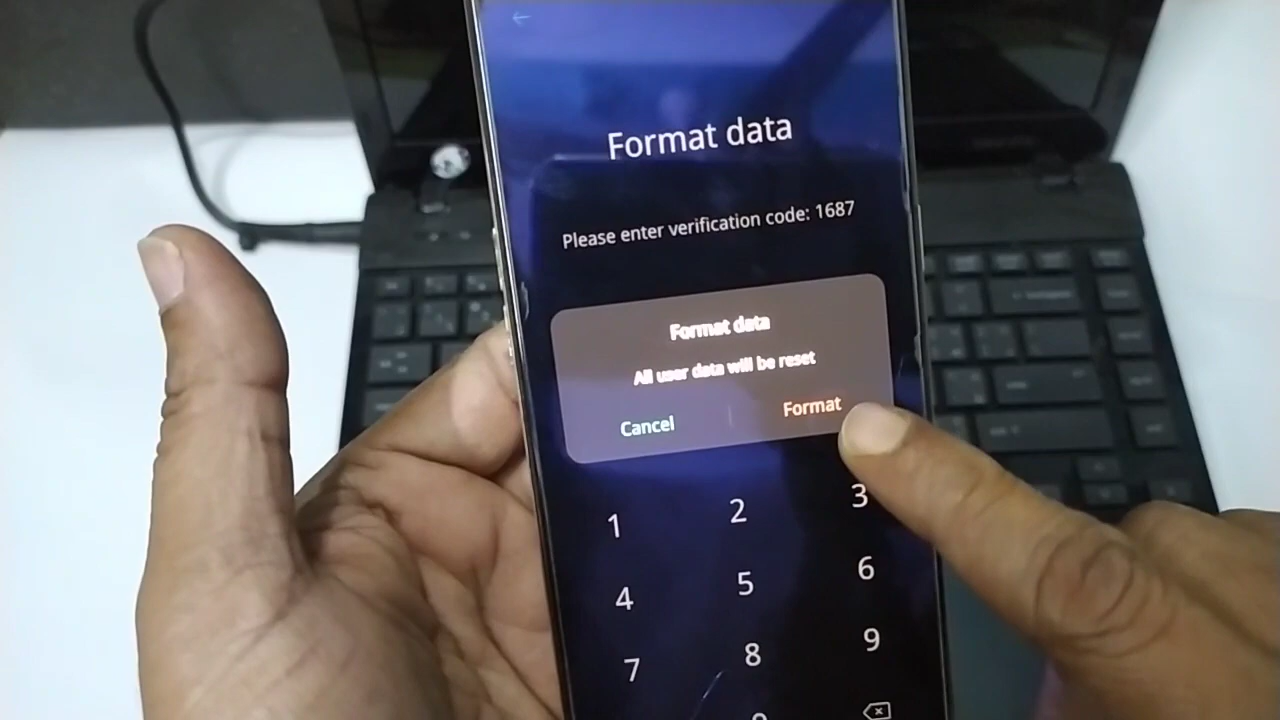 Format data
Please enter verification code: 1687
Format data
All user data will be reset
Cancel Format
1 2 3
4 5 6
7 8 9